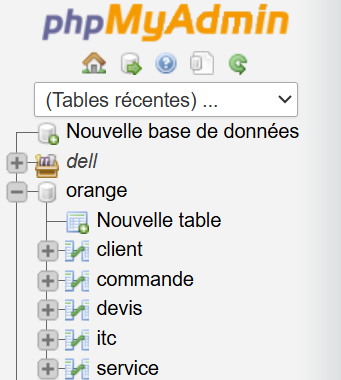 phpMyAdmin
(Tables récentes) ...
Nouvelle base de données
dell
orange
Nouvelle table
client
commande
devis
itc
service